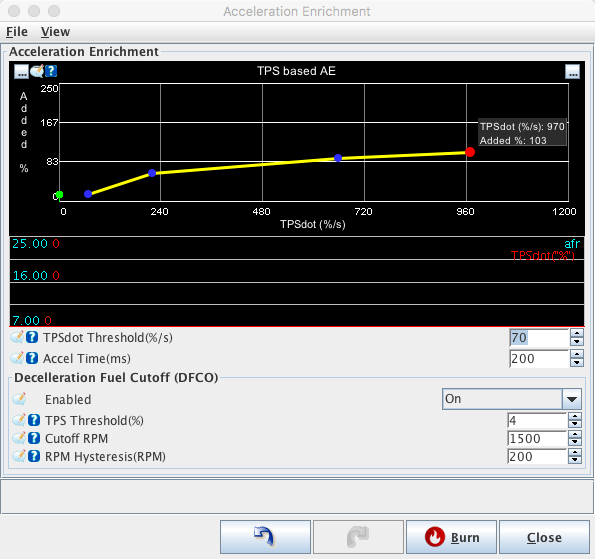 Acceleration Enrichment
File View
Acceleration Enrichment
... ? TPS based AE ...
Added %
250
167
83
0
TPSdot (%/s): 970
Added %: 103
0 240 480 720 960 1200
TPSdot (%/s)
25.00 0 afr
TPSdot("%")
16.00 0
7.00 0
? TPSdot Threshold(%/s) 70
? Accel Time(ms) 200
Decelleration Fuel Cutoff (DFCO)
Enabled On
? TPS Threshold(%) 4
? Cutoff RPM 1500
? RPM Hysteresis(RPM) 200
Burn Close